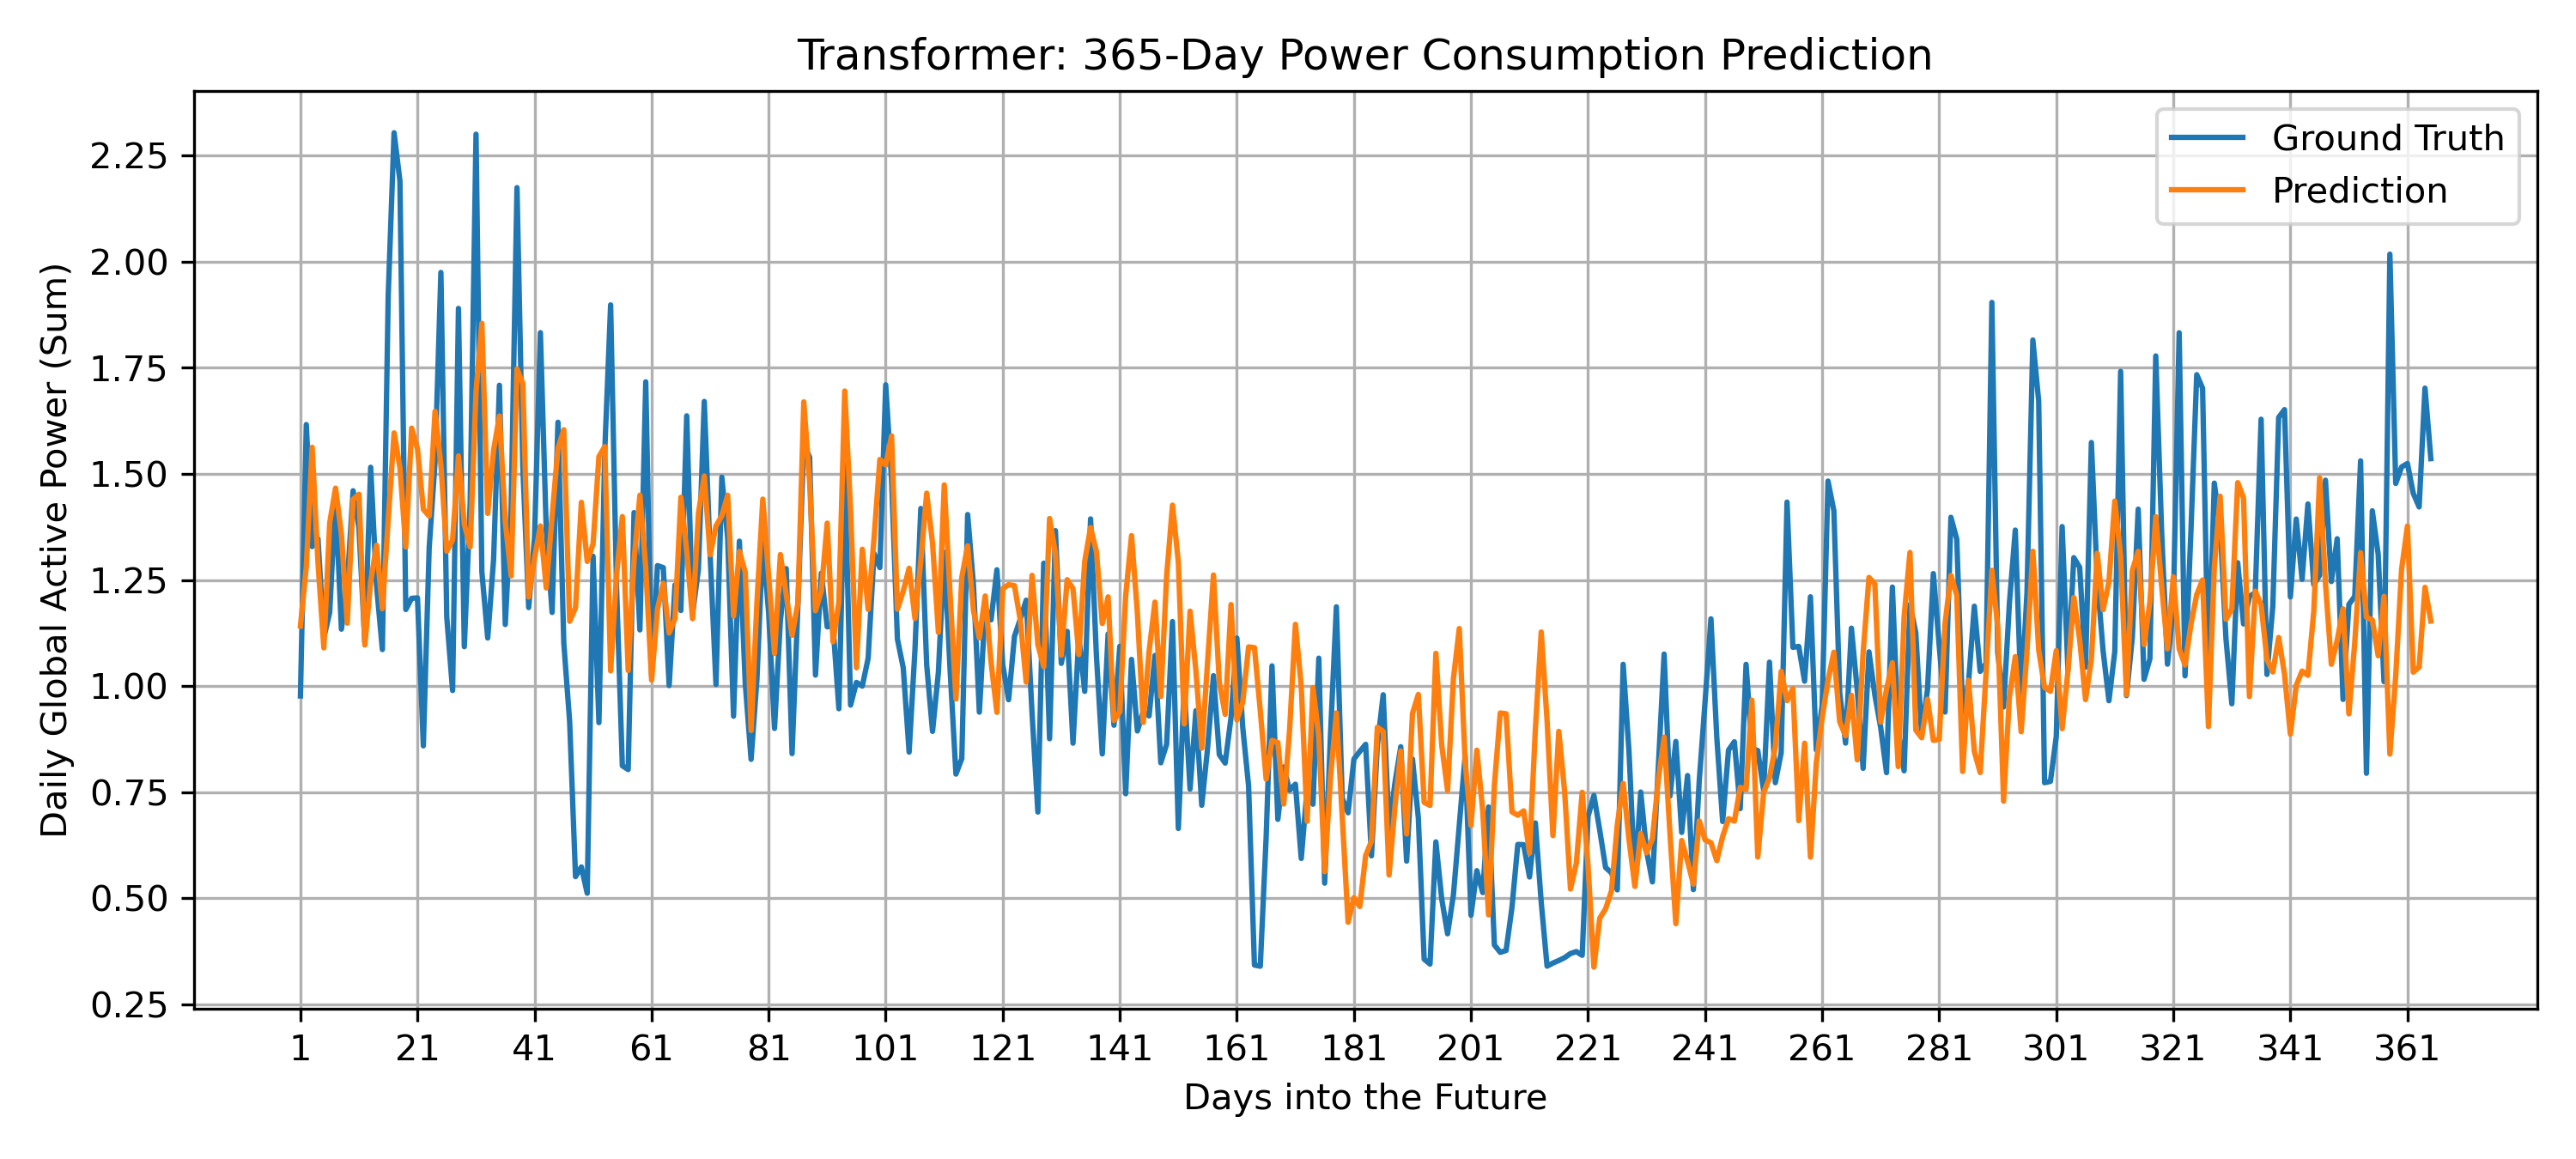 Transformer: 365-Day Power Consumption Prediction
Ground Truth
Prediction
Daily Global Active Power (Sum)
2.25
2.00
1.75
1.50
1.25
1.00
0.75
0.50
0.25
1 21 41 61 81 101 121 141 161 181 201 221 241 261 281 301 321 341 361
Days into the Future